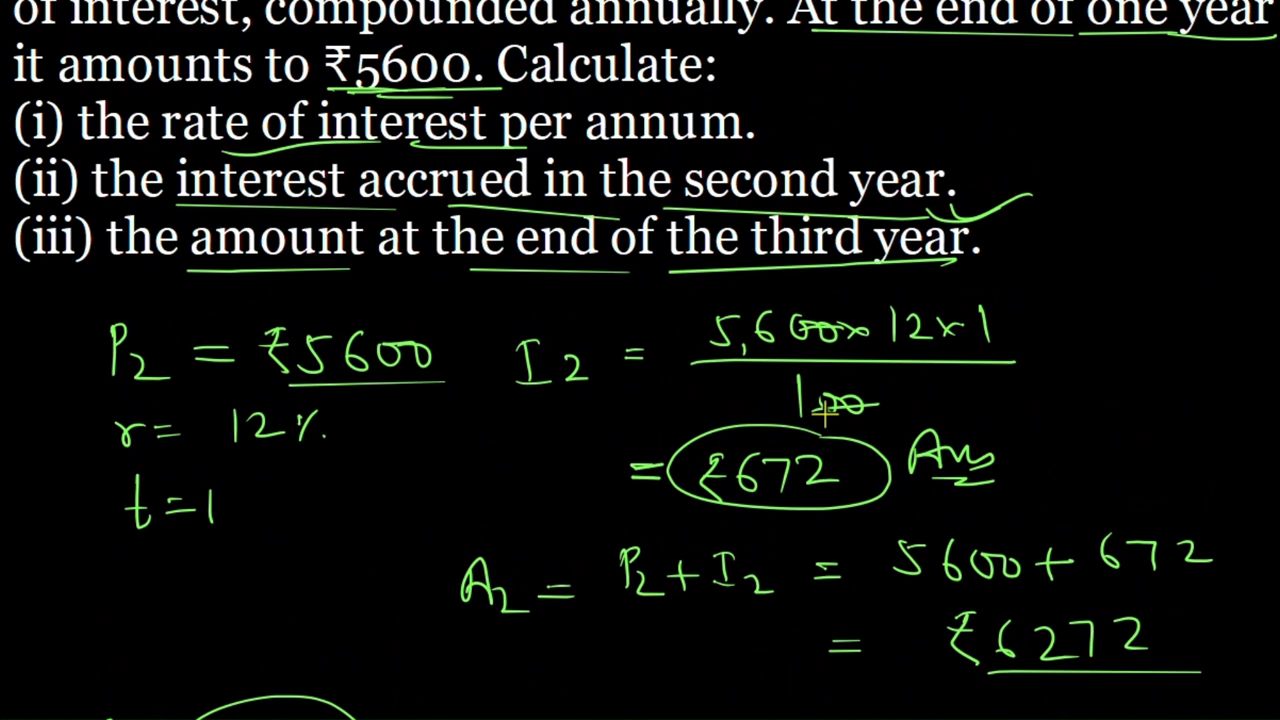 of interest, compounded annually. At the end of one year
it amounts to ₹5600. Calculate:
(i) the rate of interest per annum.
(ii) the interest accrued in the second year.
(iii) the amount at the end of the third year.
P2 = ₹5600
r = 12%
t = 1
I2 = 5,600 × 12 × 1
100
= ₹672 Ans
A2 = P2 + I2 = 5600 + 672
= ₹6272